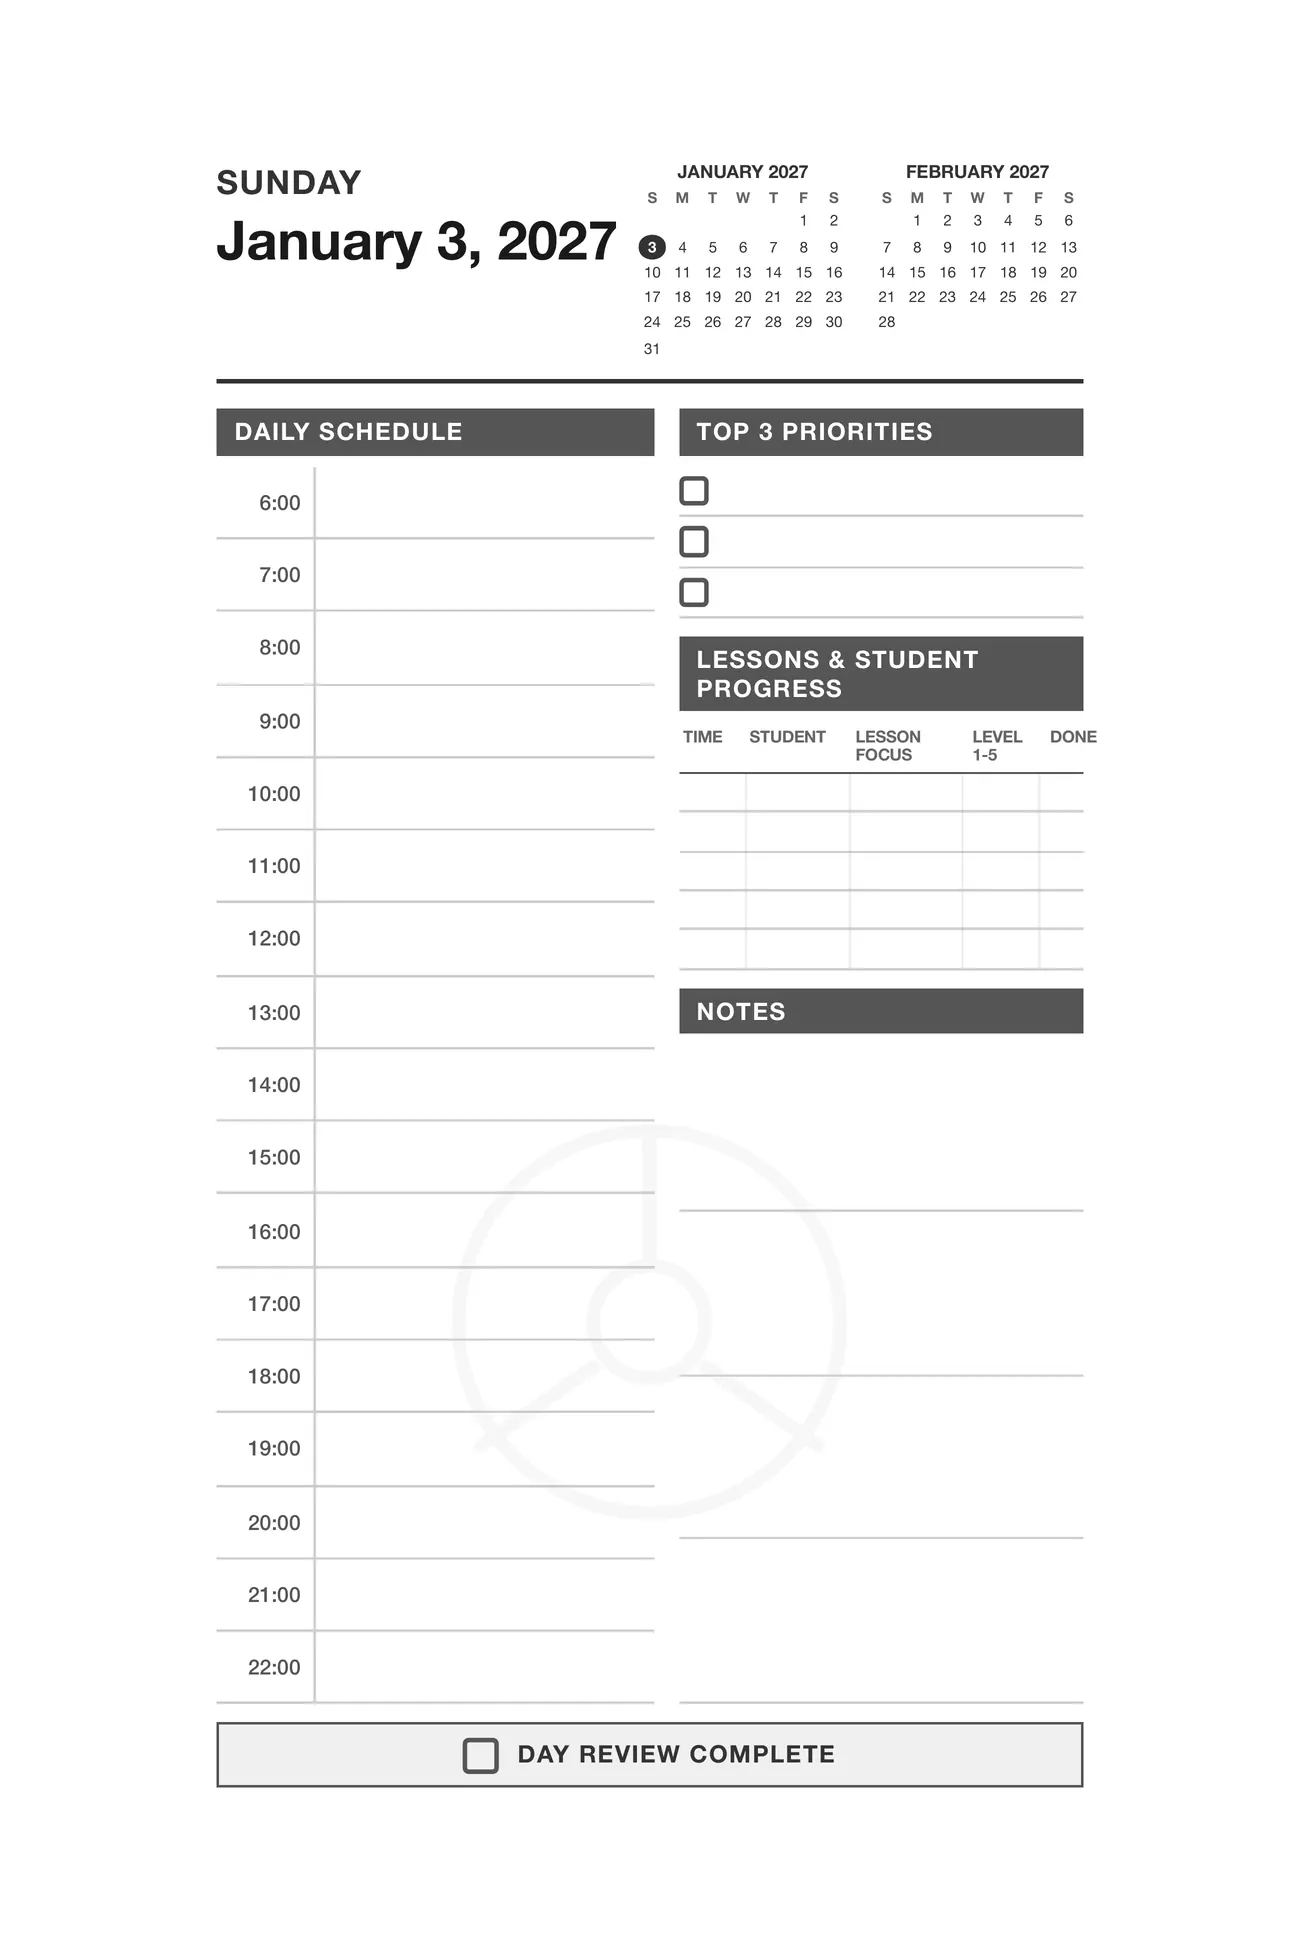 SUNDAY
January 3, 2027
JANUARY 2027
S M T W T F S
1 2
3 4 5 6 7 8 9
10 11 12 13 14 15 16
17 18 19 20 21 22 23
24 25 26 27 28 29 30
31
FEBRUARY 2027
S M T W T F S
1 2 3 4 5 6
7 8 9 10 11 12 13
14 15 16 17 18 19 20
21 22 23 24 25 26 27
28
DAILY SCHEDULE
6:00
7:00
8:00
9:00
10:00
11:00
12:00
13:00
14:00
15:00
16:00
17:00
18:00
19:00
20:00
21:00
22:00
TOP 3 PRIORITIES
LESSONS & STUDENT
PROGRESS
TIME STUDENT LESSON LEVEL DONE
FOCUS 1-5
NOTES
DAY REVIEW COMPLETE